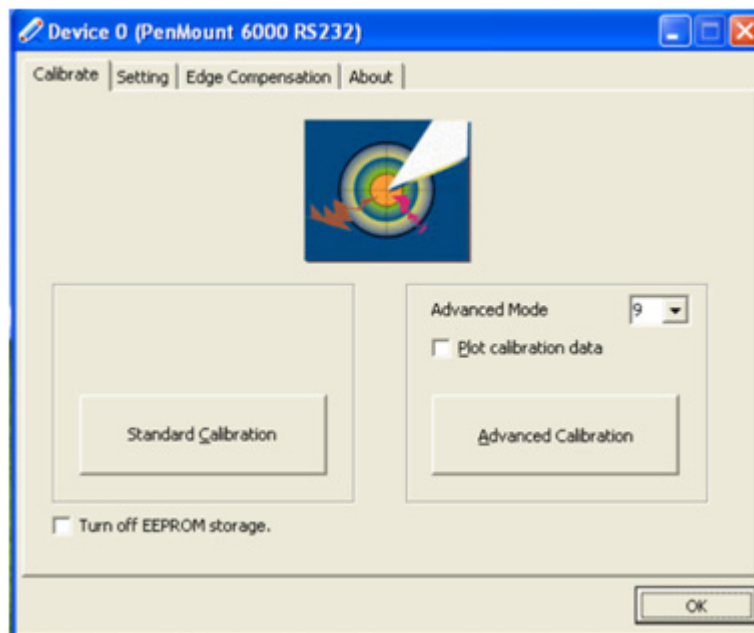 Device 0 (PenMount 6000 RS232)
Calibrate Setting Edge Compensation About
Advanced Mode 9
Plot calibration data
Standard Calibration
Advanced Calibration
Turn off EEPROM storage.
OK